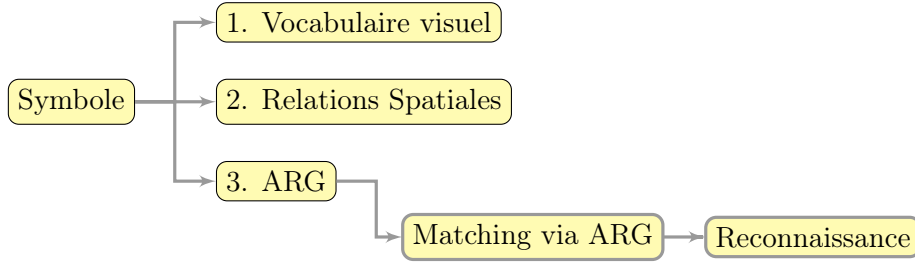 1. Vocabulaire visuel
Symbole
2. Relations Spatiales
3. ARG
Matching via ARG
Reconnaissance